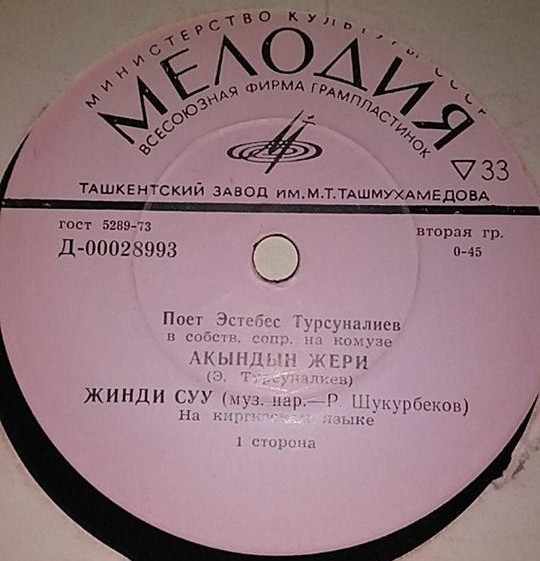 МИНИСТЕРСТВО КУЛЬТУРЫ СССР
МЕЛОДИЯ
ВСЕСОЮЗНАЯ ФИРМА ГРАМПЛАСТИНОК
33
ТАШКЕНТСКИЙ ЗАВОД ИМ.М.Т.ТАШМУХАМЕДОВА
гост 5289-73
вторая гр.
Д-00028993
0-45
Поет Эстебес Турсуналиев
в собств. сопр. на комузе
АКЫНДЫН ЖЕРИ
(Э. Турсуналиев)
ЖИНДИ СУУ (муз. нар.—Р. Шукурбеков)
На киргизском языке
1 сторона